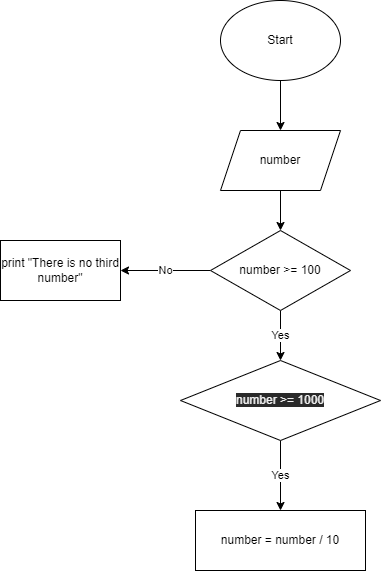 Start
number
number >= 100
No
print "There is no third
number"
Yes
number >= 1000
Yes
number = number / 10